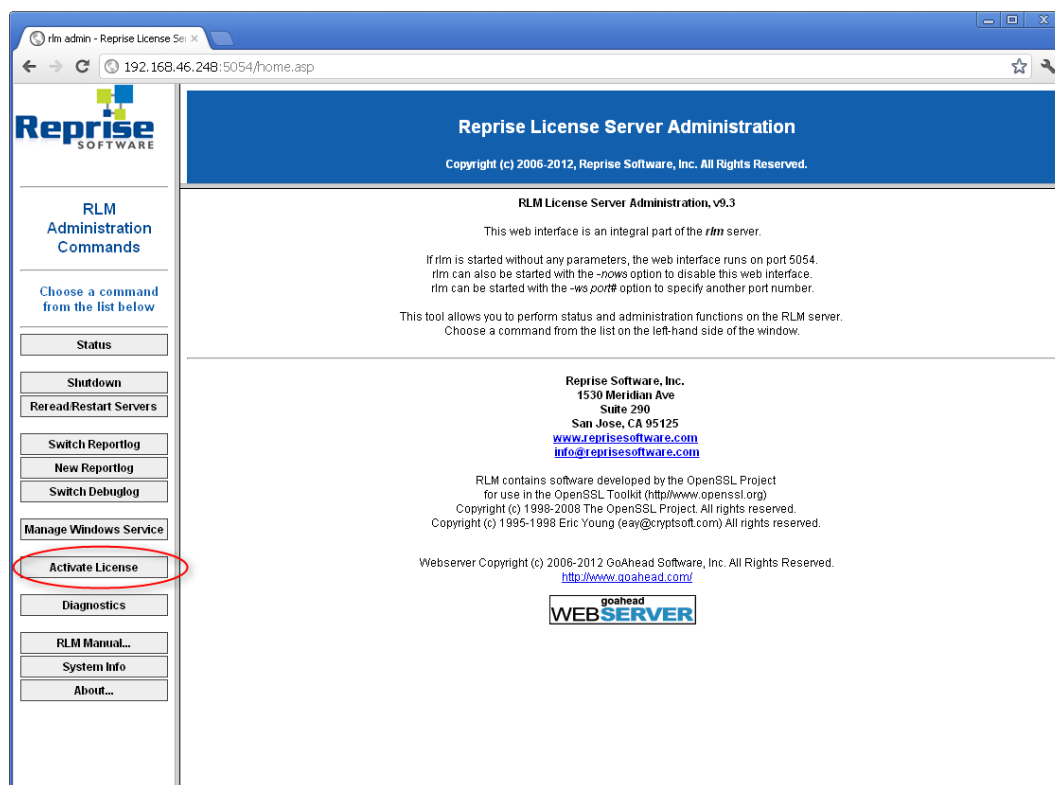 rlm admin - Reprise License Ser
192.168.46.248:5054/home.asp
Reprise
SOFTWARE
RLM
Administration
Commands
Choose a command
from the list below
Status
Shutdown
Reread/Restart Servers
Switch Reportlog
New Reportlog
Switch Debuglog
Manage Windows Service
Activate License
Diagnostics
RLM Manual...
System Info
About...
Reprise License Server Administration
Copyright (c) 2006-2012, Reprise Software, Inc. All Rights Reserved.
RLM License Server Administration, v9.3
This web interface is an integral part of the rlm server.
If rlm is started without any parameters, the web interface runs on port 5054.
rlm can also be started with the -nows option to disable this web interface.
rlm can be started with the -ws port# option to specify another port number.
This tool allows you to perform status and administration functions on the RLM server.
Choose a command from the list on the left-hand side of the window.
Reprise Software, Inc.
1530 Meridian Ave
Suite 290
San Jose, CA 95125
www.reprisesoftware.com
info@reprisesoftware.com
RLM contains software developed by the OpenSSL Project
for use in the OpenSSL Toolkit (http//www.openssl.org)
Copyright (c) 1998-2008 The OpenSSL Project. All rights reserved.
Copyright (c) 1995-1998 Eric Young (eay@cryptsoft.com) All rights reserved.
Webserver Copyright (c) 2006-2012 GoAhead Software, Inc. All Rights Reserved.
http://www.goahead.com/
goahead
WEBSERVER